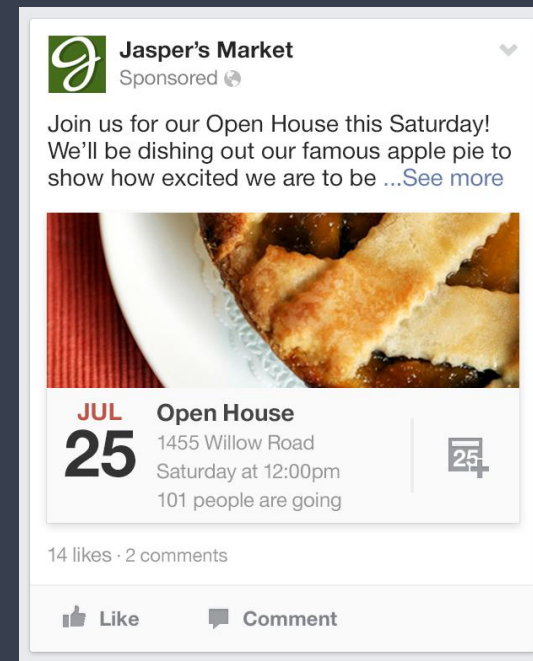 Jasper’s Market
Sponsored
Join us for our Open House this Saturday!
We’ll be dishing out our famous apple pie to
show how excited we are to be ...See more
JUL
25
Open House
1455 Willow Road
Saturday at 12:00pm
101 people are going
25
14 likes · 2 comments
Like
Comment